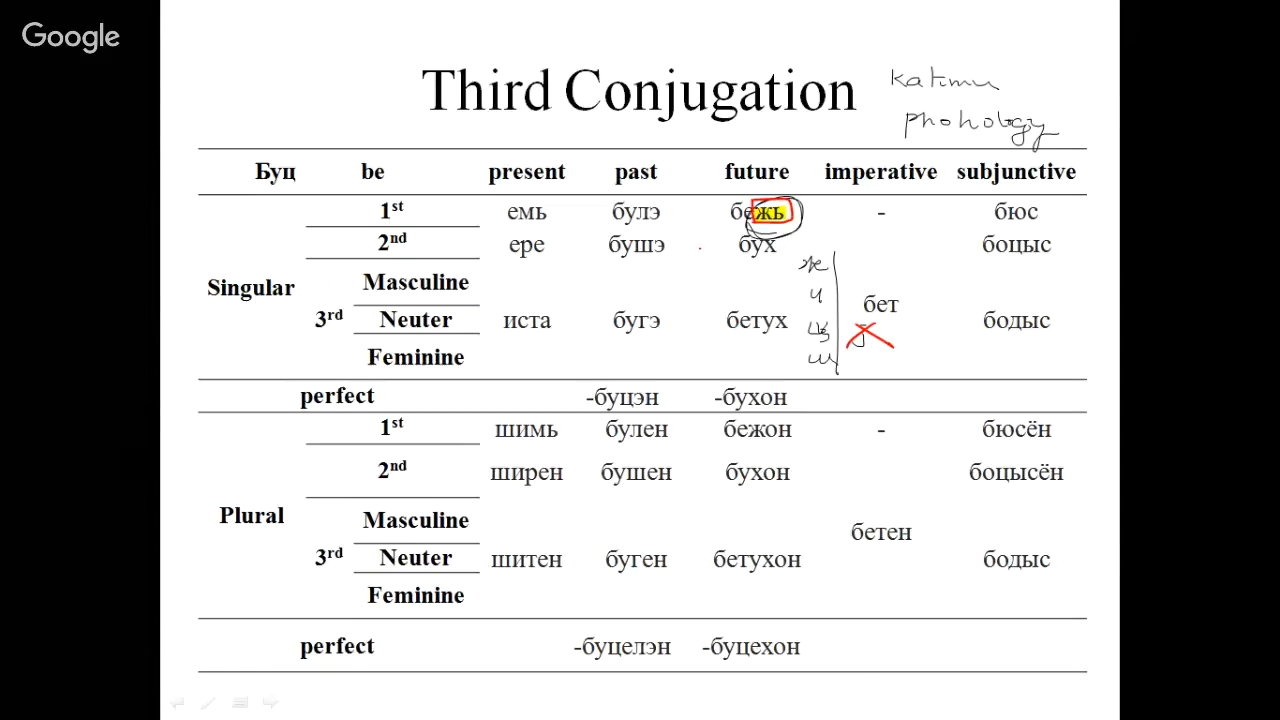 Google
Third Conjugation
phonology
Буц be present past future imperative subjunctive
1st емь булэ бежь - бюс
2nd ере бушэ бух боцыс
Singular
Masculine
3rd Neuter иста бугэ бетух бет бодыс
Feminine
ж
ч
щ
perfect -буцэн -бухон
1st шимь булен бежон - бюсён
2nd ширен бушен бухон боцысён
Plural
Masculine
бетен
3rd Neuter шитен буген бетухон бодыс
Feminine
perfect -буцелэн -буцехон